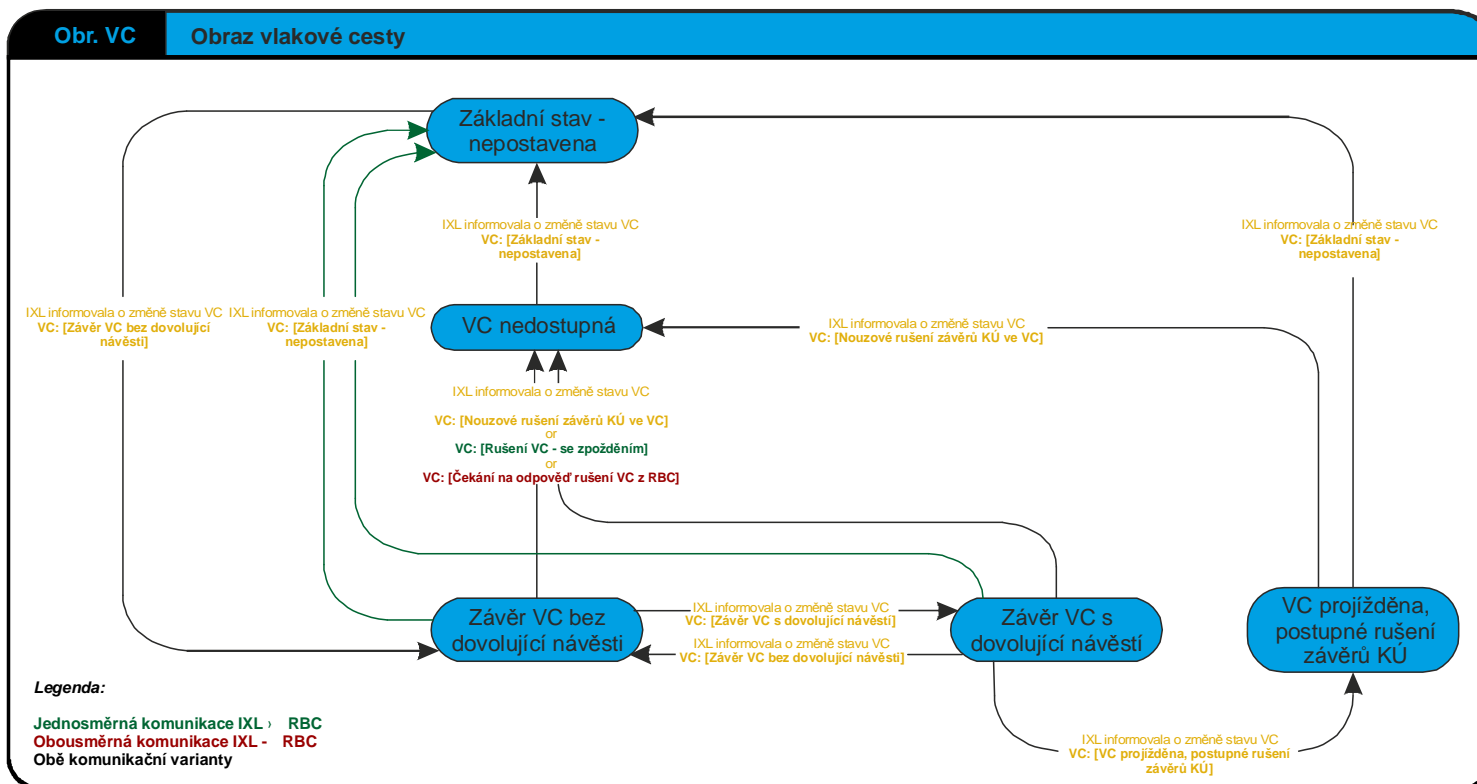 Obr. VC
Obraz vlakové cesty
Základní stav -
nepostavena
IXL informovala o změně stavu VC
VC: [Základní stav -
nepostavena]
IXL informovala o změně stavu VC
VC: [Základní stav -
nepostavena]
IXL informovala o změně stavu VC
VC: [Závěr VC bez dovolující
návěsti]
IXL informovala o změně stavu VC
VC: [Základní stav -
nepostavena]
VC nedostupná
IXL informovala o změně stavu VC
VC: [Nouzové rušení závěrů KÚ ve VC]
IXL informovala o změně stavu VC
VC: [Nouzové rušení závěrů KÚ ve VC]
or
VC: [Rušení VC - se zpožděním]
or
VC: [Čekání na odpověď rušení VC z RBC]
Závěr VC bez
dovolující návěsti
IXL informovala o změně stavu VC
VC: [Závěr VC s dovolující návěstí]
IXL informovala o změně stavu VC
VC: [Závěr VC bez dovolující návěsti]
Závěr VC s
dovolující návěstí
VC projížděna,
postupné rušení
závěrů KÚ
IXL informovala o změně stavu VC
VC: [VC projížděna, postupné rušení
závěrů KÚ]
Legenda:
Jednosměrná komunikace IXL › RBC
Obousměrná komunikace IXL - RBC
Obě komunikační varianty